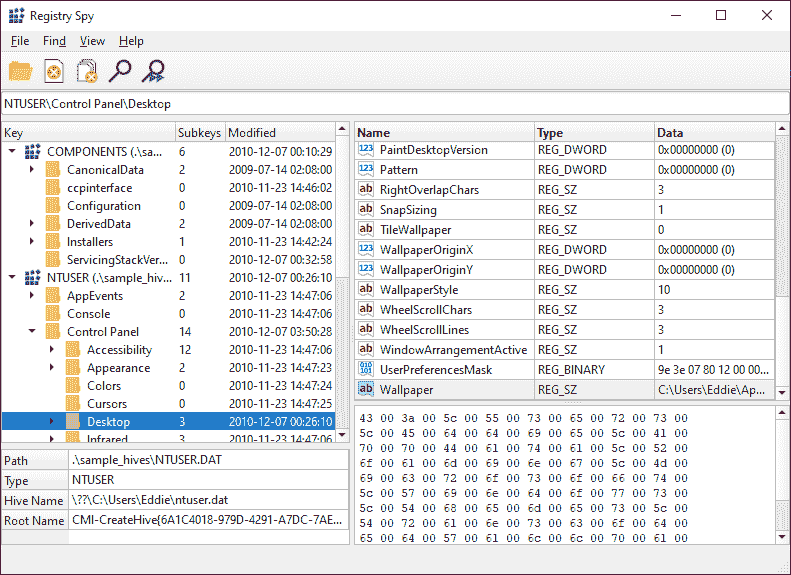 Registry Spy
File Find View Help
NTUSER\Control Panel\Desktop
Key Subkeys Modified
COMPONENTS (.\sa... 6 2010-12-07 00:10:29
CanonicalData 2 2009-07-14 02:08:00
ccpinterface 0 2010-11-23 14:46:02
Configuration 0 2009-07-14 02:08:00
DerivedData 2 2009-07-14 02:08:00
Installers 1 2010-11-23 14:42:24
ServicingStackVer... 0 2010-12-07 00:32:58
NTUSER (.\sample_hiv... 11 2010-12-07 00:26:10
AppEvents 2 2010-11-23 14:47:06
Console 0 2010-11-23 14:47:06
Control Panel 14 2010-12-07 03:50:28
Accessibility 12 2010-11-23 14:47:06
Appearance 2 2010-11-23 14:47:23
Colors 0 2010-11-23 14:47:24
Cursors 0 2010-11-23 14:47:25
Desktop 3 2010-12-07 00:26:10
Infrared 3 2010-11-23 14:47:06
Path .\sample_hives\NTUSER.DAT
Type NTUSER
Hive Name \??\C:\Users\Eddie\ntuser.dat
Root Name CMI-CreateHive{6A1C4018-979D-4291-A7DC-7AE...
Name Type Data
123 PaintDesktopVersion REG_DWORD 0x00000000 (0)
123 Pattern REG_DWORD 0x00000000 (0)
ab RightOverlapChars REG_SZ 3
ab SnapSizing REG_SZ 1
ab TileWallpaper REG_SZ 0
123 WallpaperOriginX REG_DWORD 0x00000000 (0)
123 WallpaperOriginY REG_DWORD 0x00000000 (0)
ab WallpaperStyle REG_SZ 10
ab WheelScrollChars REG_SZ 3
ab WheelScrollLines REG_SZ 3
ab WindowArrangementActive REG_SZ 1
010 101 UserPreferencesMask REG_BINARY 9e 3e 07 80 12 00 00...
ab Wallpaper REG_SZ C:\Users\Eddie\Ap...
43 00 3a 00 5c 00 55 00 73 00 65 00 72 00 73 00
5c 00 45 00 64 00 64 00 69 00 65 00 5c 00 41 00
70 00 70 00 44 00 61 00 74 00 61 00 5c 00 52 00
6f 00 61 00 6d 00 69 00 6e 00 67 00 5c 00 4d 00
69 00 63 00 72 00 6f 00 73 00 6f 00 66 00 74 00
5c 00 57 00 69 00 6e 00 64 00 6f 00 77 00 73 00
5c 00 54 00 68 00 65 00 6d 00 65 00 73 00 5c 00
54 00 72 00 61 00 6e 00 73 00 63 00 6f 00 64 00
65 00 64 00 57 00 61 00 6c 00 6c 00 70 00 61 00